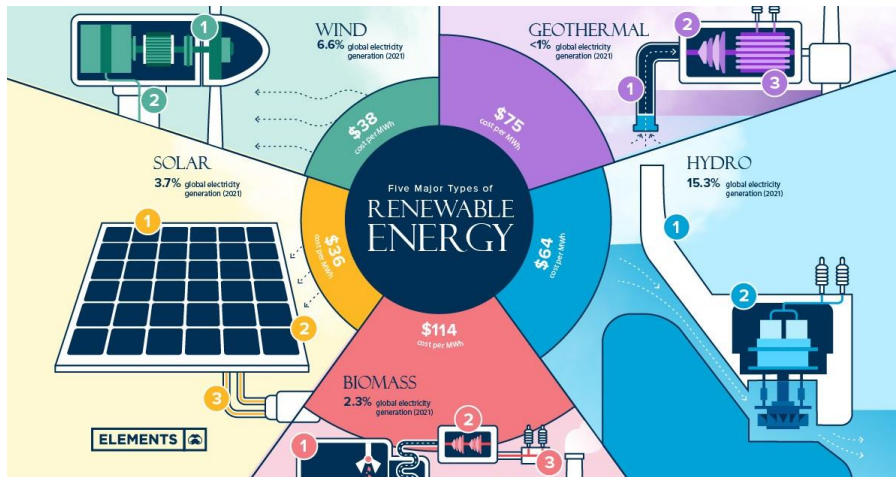 Five Major Types of
RENEWABLE
ENERGY
WIND
6.6% global electricity
generation (2021)
$38
cost per MWh
1
2
GEOTHERMAL
<1% global electricity
generation (2021)
$75
cost per MWh
1
2
3
HYDRO
15.3% global electricity
generation (2021)
$64
cost per MWh
1
2
BIOMASS
2.3% global electricity
generation (2021)
$114
cost per MWh
1
2
3
SOLAR
3.7% global electricity
generation (2021)
$36
cost per MWh
1
2
3
ELEMENTS